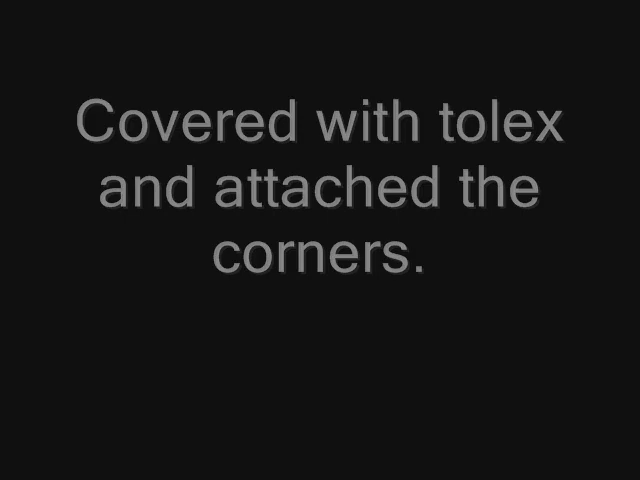 Covered with tolex
and attached the
corners.